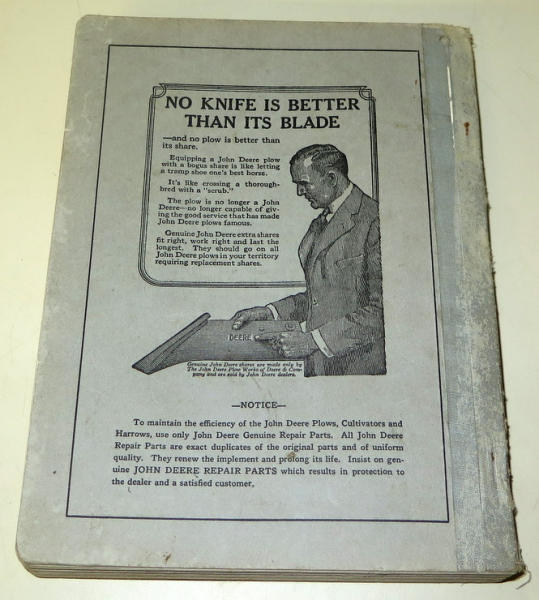 NO KNIFE IS BETTER
THAN ITS BLADE
—and no plow is better than
its share.
Equipping a John Deere plow
with a bogus share is like letting
a tramp shoe one's best horse.
It's like crossing a thorough-
bred with a "scrub."
The plow is no longer a John
Deere—no longer capable of giv-
ing the good service that has made
John Deere plows famous.
Genuine John Deere extra shares
fit right, work right and last the
longest. They should go on all
John Deere plows in your territory
requiring replacement shares.
DEERE
Genuine John Deere shares are made only by
The John Deere Plow Works of Deere & Com-
pany and are sold by John Deere dealers.
—NOTICE—
To maintain the efficiency of the John Deere Plows, Cultivators and
Harrows, use only John Deere Genuine Repair Parts. All John Deere
Repair Parts are exact duplicates of the original parts and of uniform
quality. They renew the implement and prolong its life. Insist on gen-
uine JOHN DEERE REPAIR PARTS which results in protection to
the dealer and a satisfied customer.